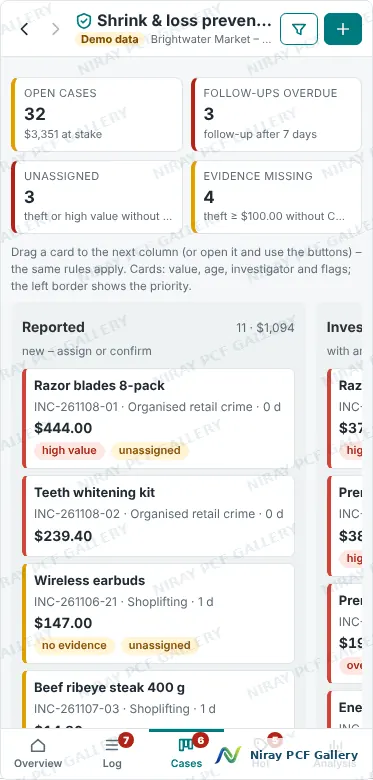 Shrink & loss preven...
Demo data Brightwater Market – ...
OPEN CASES
32
$3,351 at stake
FOLLOW-UPS OVERDUE
3
follow-up after 7 days
UNASSIGNED
3
theft or high value without ...
EVIDENCE MISSING
4
theft ≥ $100.00 without C...
Drag a card to the next column (or open it and use the buttons) –
the same rules apply. Cards: value, age, investigator and flags;
the left border shows the priority.
Reported 11 · $1,094
new – assign or confirm
Razor blades 8-pack
INC-261108-01 · Organised retail crime · 0 d
$444.00
high value unassigned
Teeth whitening kit
INC-261108-02 · Organised retail crime · 0 d
$239.40
Wireless earbuds
INC-261106-21 · Shoplifting · 1 d
$147.00
no evidence unassigned
Beef ribeye steak 400 g
INC-261107-03 · Shoplifting · 1 d
Inves
with ar
Raz
INC-
$37
hig
Prer
INC-
$38
hig
Prer
INC-
$19
ove
Ene
INC-
Overview
Log 7
Cases 6
Hot
Analysis
Niray PCF Gallery
NIRAY PCF GALLERY